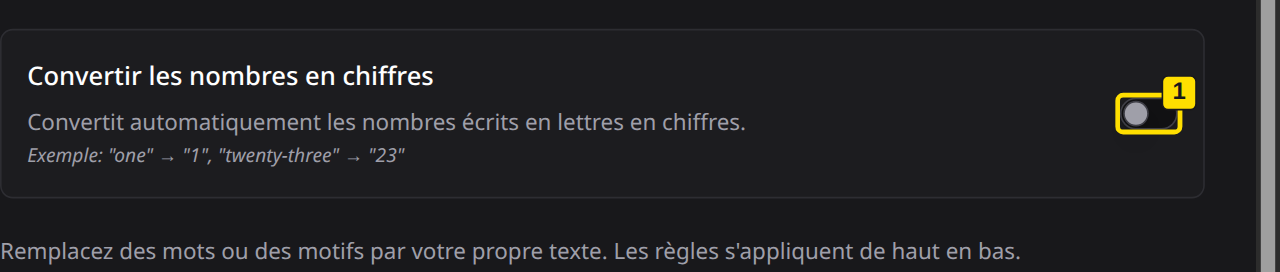 Convertir les nombres en chiffres
1
Convertit automatiquement les nombres écrits en lettres en chiffres.
Exemple: "one" → "1", "twenty-three" → "23"
Remplacez des mots ou des motifs par votre propre texte. Les règles s'appliquent de haut en bas.